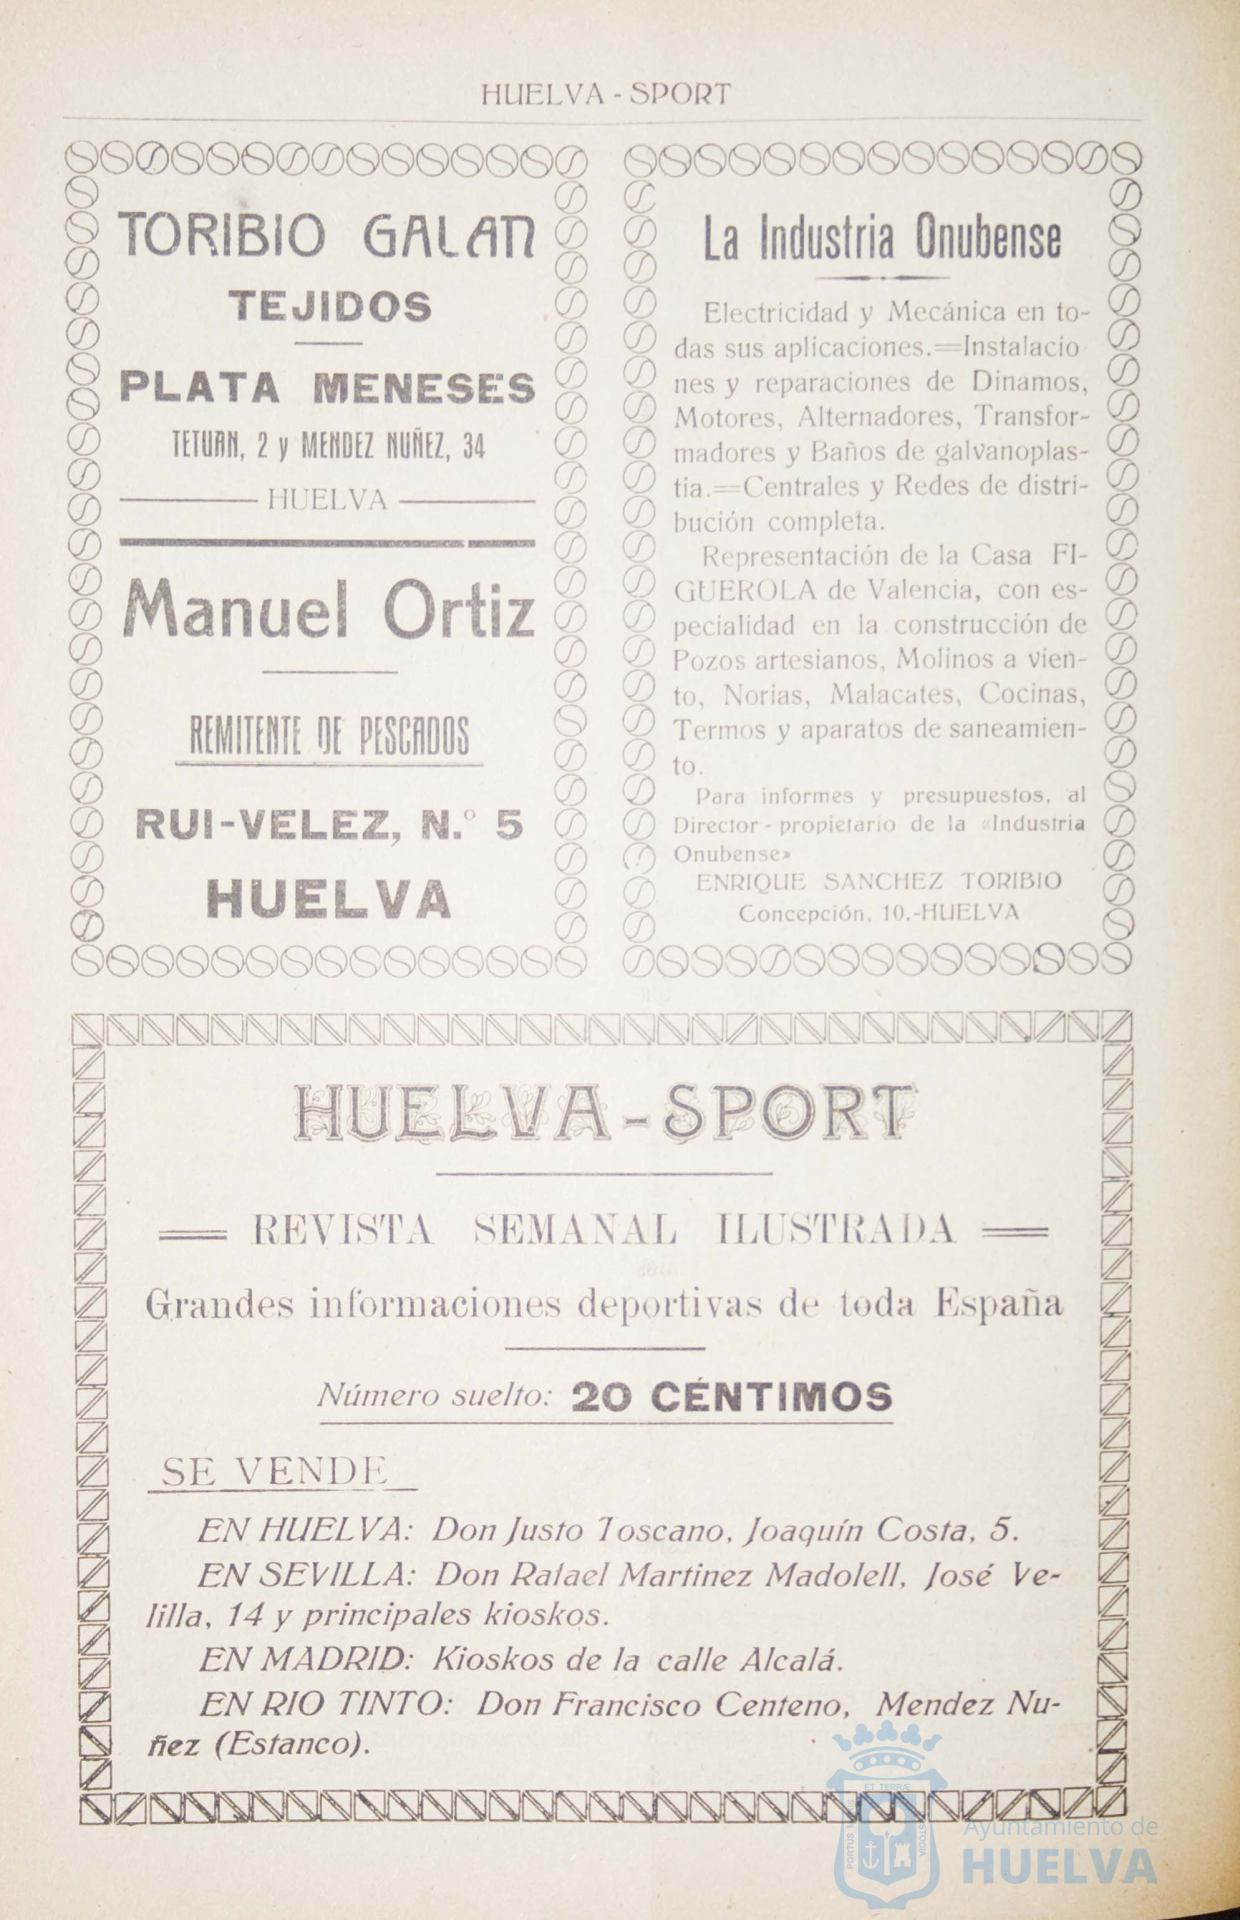 HUELVA - SPORT
TORIBIO GALAN
TEJIDOS
PLATA MENESES
TETUAN, 2 y MENDEZ NUÑEZ, 34
HUELVA
Manuel Ortiz
REMITENTE DE PESCADOS
RUI-VELEZ, N.º 5
HUELVA
La Industria Onubense
Electricidad y Mecánica en to-
das sus aplicaciones.=Instalacio
nes y reparaciones de Dinamos,
Motores, Alternadores, Transfor-
madores y Baños de galvanoplas-
tia.=Centrales y Redes de distri-
bución completa.
Representación de la Casa FI-
GUEROLA de Valencia, con es-
pecialidad en la construcción de
Pozos artesianos, Molinos a vien-
to, Norias, Malacates, Cocinas,
Termos y aparatos de saneamien-
to.
Para informes y presupuestos, al
Director-propietario de la «Industria
Onubense»
ENRIQUE SANCHEZ TORIBIO
Concepción, 10.-HUELVA
HUELVA-SPORT
REVISTA SEMANAL ILUSTRADA
Grandes informaciones deportivas de toda España
Número suelto: 20 CÉNTIMOS
SE VENDE
EN HUELVA: Don Justo Toscano, Joaquín Costa, 5.
EN SEVILLA: Don Rafael Martinez Madolell, José Ve-
lilla, 14 y principales kioskos.
EN MADRID: Kioskos de la calle Alcalá.
EN RIO TINTO: Don Francisco Centeno, Mendez Nu-
ñez (Estanco).
ET TERRÆ
PORTUS MARIS
CUSTODIA
Ayuntamiento de
HUELVA